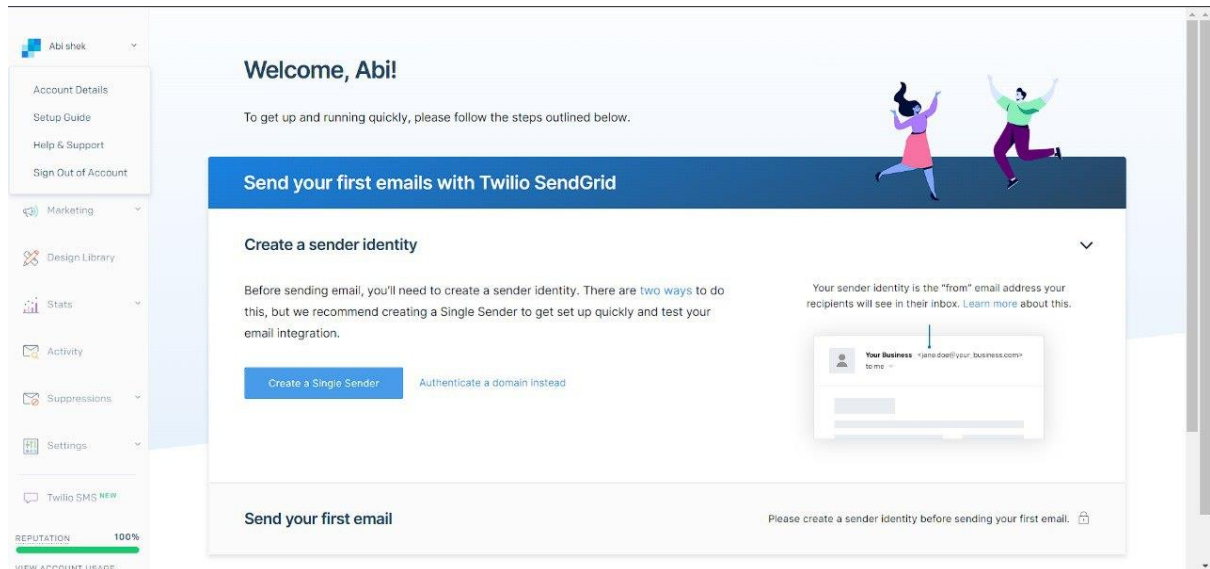 Abi shek
Account Details
Setup Guide
Help & Support
Sign Out of Account
Marketing
Design Library
Stats
Activity
Suppressions
Settings
Twilio SMS NEW
REPUTATION 100%
VIEW ACCOUNT USAGE
Welcome, Abi!
To get up and running quickly, please follow the steps outlined below.
Send your first emails with Twilio SendGrid
Create a sender identity
Before sending email, you'll need to create a sender identity. There are two ways to do
this, but we recommend creating a Single Sender to get set up quickly and test your
email integration.
Create a Single Sender
Authenticate a domain instead
Your sender identity is the "from" email address your
recipients will see in their inbox. Learn more about this.
Your Business <jane.doe@your_business.com>
to me
Send your first email
Please create a sender identity before sending your first email.